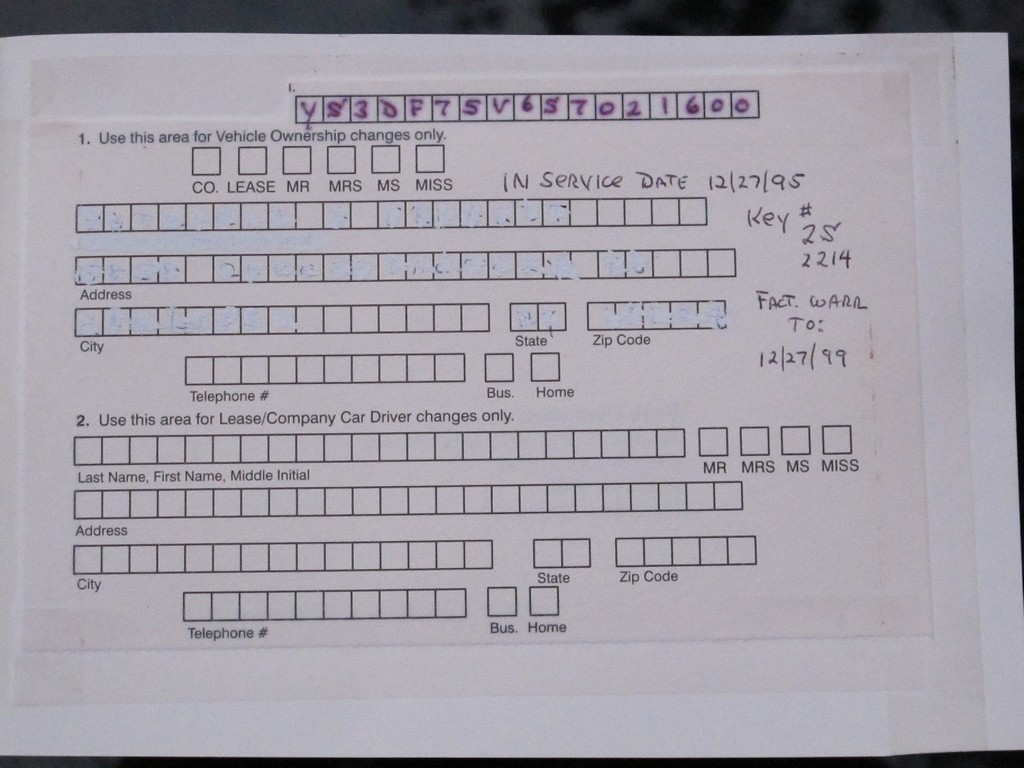 I.
YS3DF75V6S7021600
1. Use this area for Vehicle Ownership changes only.
CO. LEASE MR MRS MS MISS
IN SERVICE DATE 12/27/95
Key #
2S
2214
Address
FACT. WARR
TO:
12/27/99
City State Zip Code
Telephone # Bus. Home
2. Use this area for Lease/Company Car Driver changes only.
MR MRS MS MISS
Last Name, First Name, Middle Initial
Address
City State Zip Code
Telephone # Bus. Home